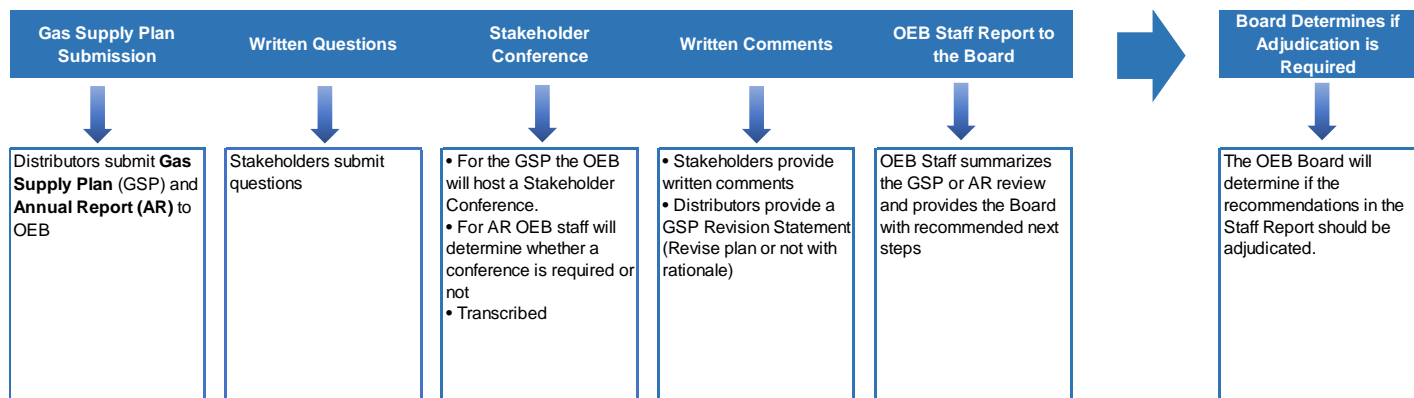 Gas Supply Plan
Submission
Written Questions
Stakeholder
Conference
Written Comments
OEB Staff Report to
the Board
Board Determines if
Adjudication is
Required
Distributors submit Gas
Supply Plan (GSP) and
Annual Report (AR) to
OEB
Stakeholders submit
questions
• For the GSP the OEB
will host a Stakeholder
Conference.
• For AR OEB staff will
determine whether a
conference is required or
not
• Transcribed
• Stakeholders provide
written comments
• Distributors provide a
GSP Revision Statement
(Revise plan or not with
rationale)
OEB Staff summarizes
the GSP or AR review
and provides the Board
with recommended next
steps
The OEB Board will
determine if the
recommendations in the
Staff Report should be
adjudicated.